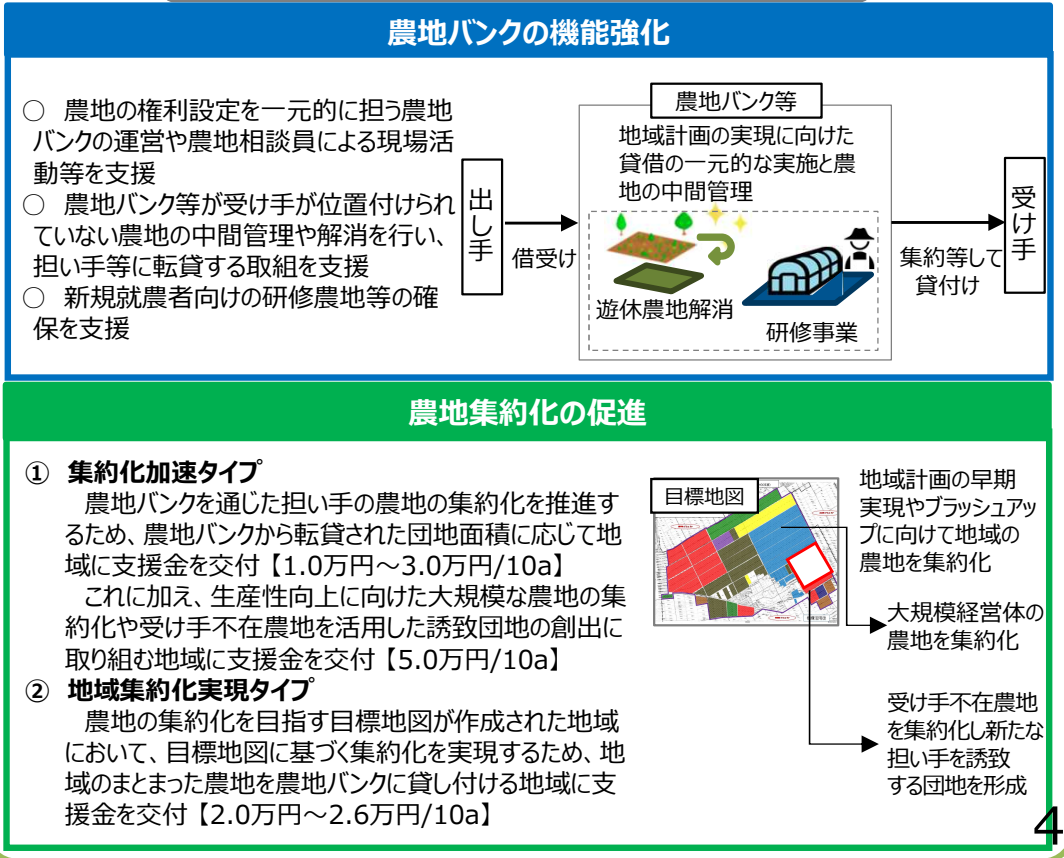 農地バンクの機能強化
○ 農地の権利設定を一元的に担う農地
バンクの運営や農地相談員による現場活
動等を支援
○ 農地バンク等が受け手が位置付けられ
ていない農地の中間管理や解消を行い、
担い手等に転貸する取組を支援
○ 新規就農者向けの研修農地等の確
保を支援
出し手
借受け
農地バンク等
地域計画の実現に向けた
貸借の一元的な実施と農
地の中間管理
遊休農地解消
研修事業
集約等して
貸付け
受け手
農地集約化の促進
① 集約化加速タイプ
農地バンクを通じた担い手の農地の集約化を推進す
るため、農地バンクから転貸された団地面積に応じて地
域に支援金を交付【1.0万円～3.0万円/10a】
これに加え、生産性向上に向けた大規模な農地の集
約化や受け手不在農地を活用した誘致団地の創出に
取り組む地域に支援金を交付【5.0万円/10a】
② 地域集約化実現タイプ
農地の集約化を目指す目標地図が作成された地域
において、目標地図に基づく集約化を実現するため、地
域のまとまった農地を農地バンクに貸し付ける地域に支
援金を交付【2.0万円～2.6万円/10a】
目標地図
地域計画の早期
実現やブラッシュアッ
プに向けて地域の
農地を集約化
大規模経営体の
農地を集約化
受け手不在農地
を集約化し新たな
担い手を誘致
する団地を形成
4